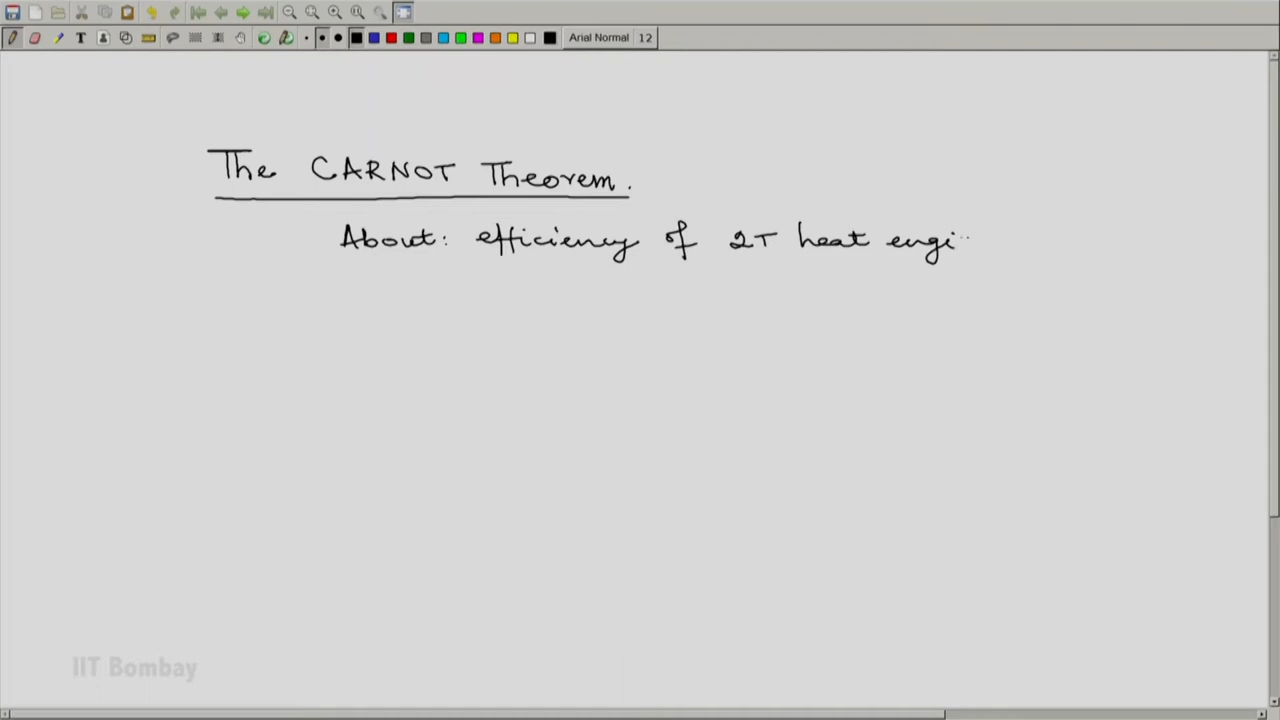 Arial Normal 12
The CARNOT Theorem.
About: efficiency of 2T heat engi
IIT Bombay